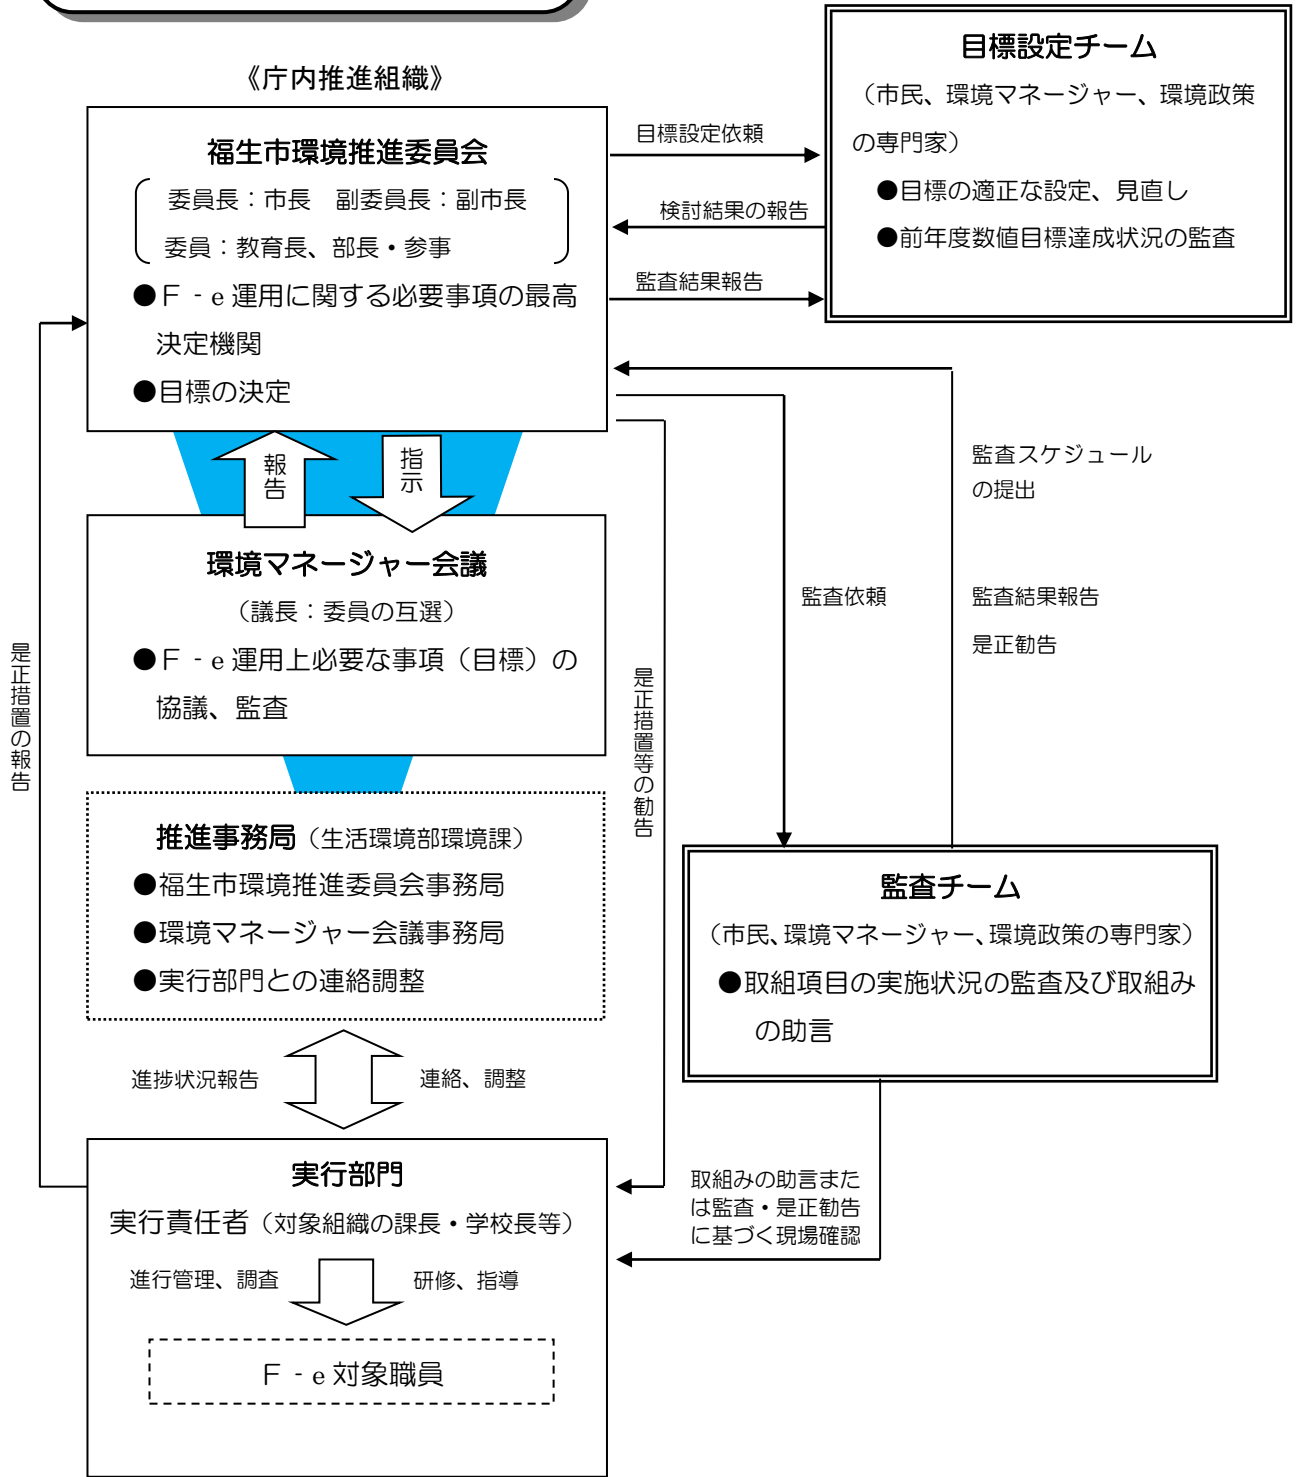 《庁内推進組織》
福生市環境推進委員会
委員長：市長　副委員長：副市長
委員：教育長、部長・参事
●Ｆ‐e 運用に関する必要事項の最高
決定機関
●目標の決定
目標設定依頼
検討結果の報告
監査結果報告
目標設定チーム
（市民、環境マネージャー、環境政策
の専門家）
●目標の適正な設定、見直し
●前年度数値目標達成状況の監査
報告
指示
環境マネージャー会議
（議長：委員の互選）
●Ｆ‐e 運用上必要な事項（目標）の
協議、監査
監査スケジュール
の提出
監査依頼
監査結果報告
是正勧告
是正措置の報告
是正措置等の勧告
推進事務局（生活環境部環境課）
●福生市環境推進委員会事務局
●環境マネージャー会議事務局
●実行部門との連絡調整
監査チーム
（市民、環境マネージャー、環境政策の専門家）
●取組項目の実施状況の監査及び取組み
の助言
進捗状況報告
連絡、調整
実行部門
実行責任者（対象組織の課長・学校長等）
進行管理、調査
研修、指導
Ｆ‐e 対象職員
取組みの助言また
は監査・是正勧告
に基づく現場確認